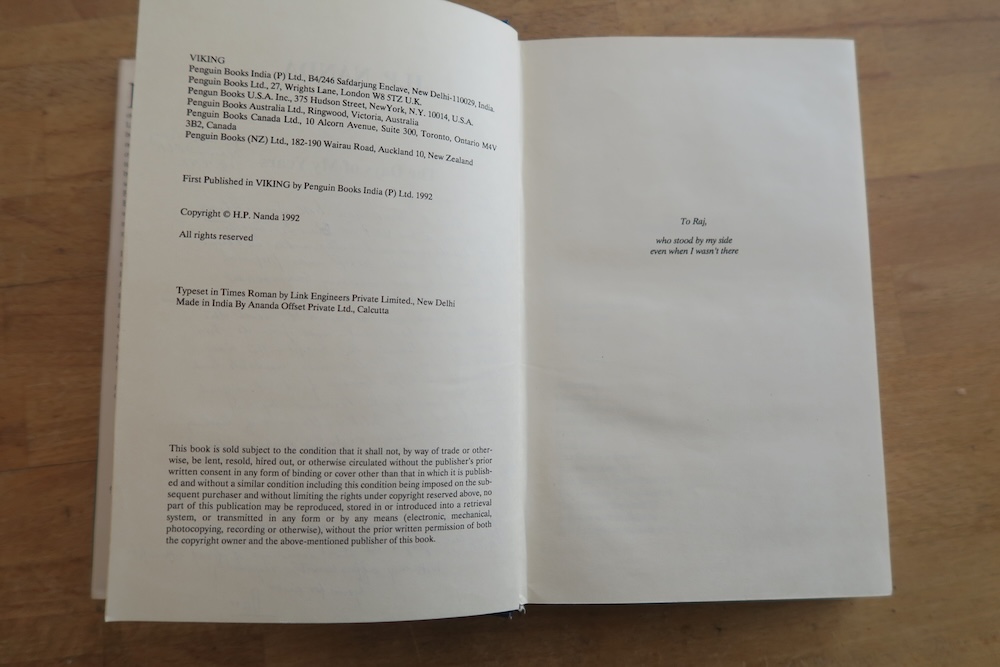 VIKING
Penguin Books India (P) Ltd., B4/246 Safdarjung Enclave, New Delhi-110029, India.
Penguin Books Ltd., 27, Wrights Lane, London W8 5TZ U.K.
Pengun Books U.S.A. Inc., 375 Hudson Street, NewYork, N.Y. 10014, U.S.A.
Penguin Books Australia Ltd., Ringwood, Victoria, Australia
Penguin Books Canada Ltd., 10 Alcorn Avenue, Suite 300, Toronto, Ontario M4V
3B2, Canada
Penguin Books (NZ) Ltd., 182-190 Wairau Road, Auckland 10, New Zealand
First Published in VIKING by Penguin Books India (P) Ltd. 1992
Copyright © H.P. Nanda 1992
All rights reserved
Typeset in Times Roman by Link Engineers Private Limited., New Delhi
Made in India By Ananda Offset Private Ltd., Calcutta
This book is sold subject to the condition that it shall not, by way of trade or other-
wise, be lent, resold, hired out, or otherwise circulated without the publisher's prior
written consent in any form of binding or cover other than that in which it is publish-
ed and without a similar condition including this condition being imposed on the sub-
sequent purchaser and without limiting the rights under copyright reserved above, no
part of this publication may be reproduced, stored in or introduced into a retrieval
system, or transmitted in any form or by any means (electronic, mechanical,
photocopying, recording or otherwise), without the prior written permission of both
the copyright owner and the above-mentioned publisher of this book.
To Raj,
who stood by my side
even when I wasn't there